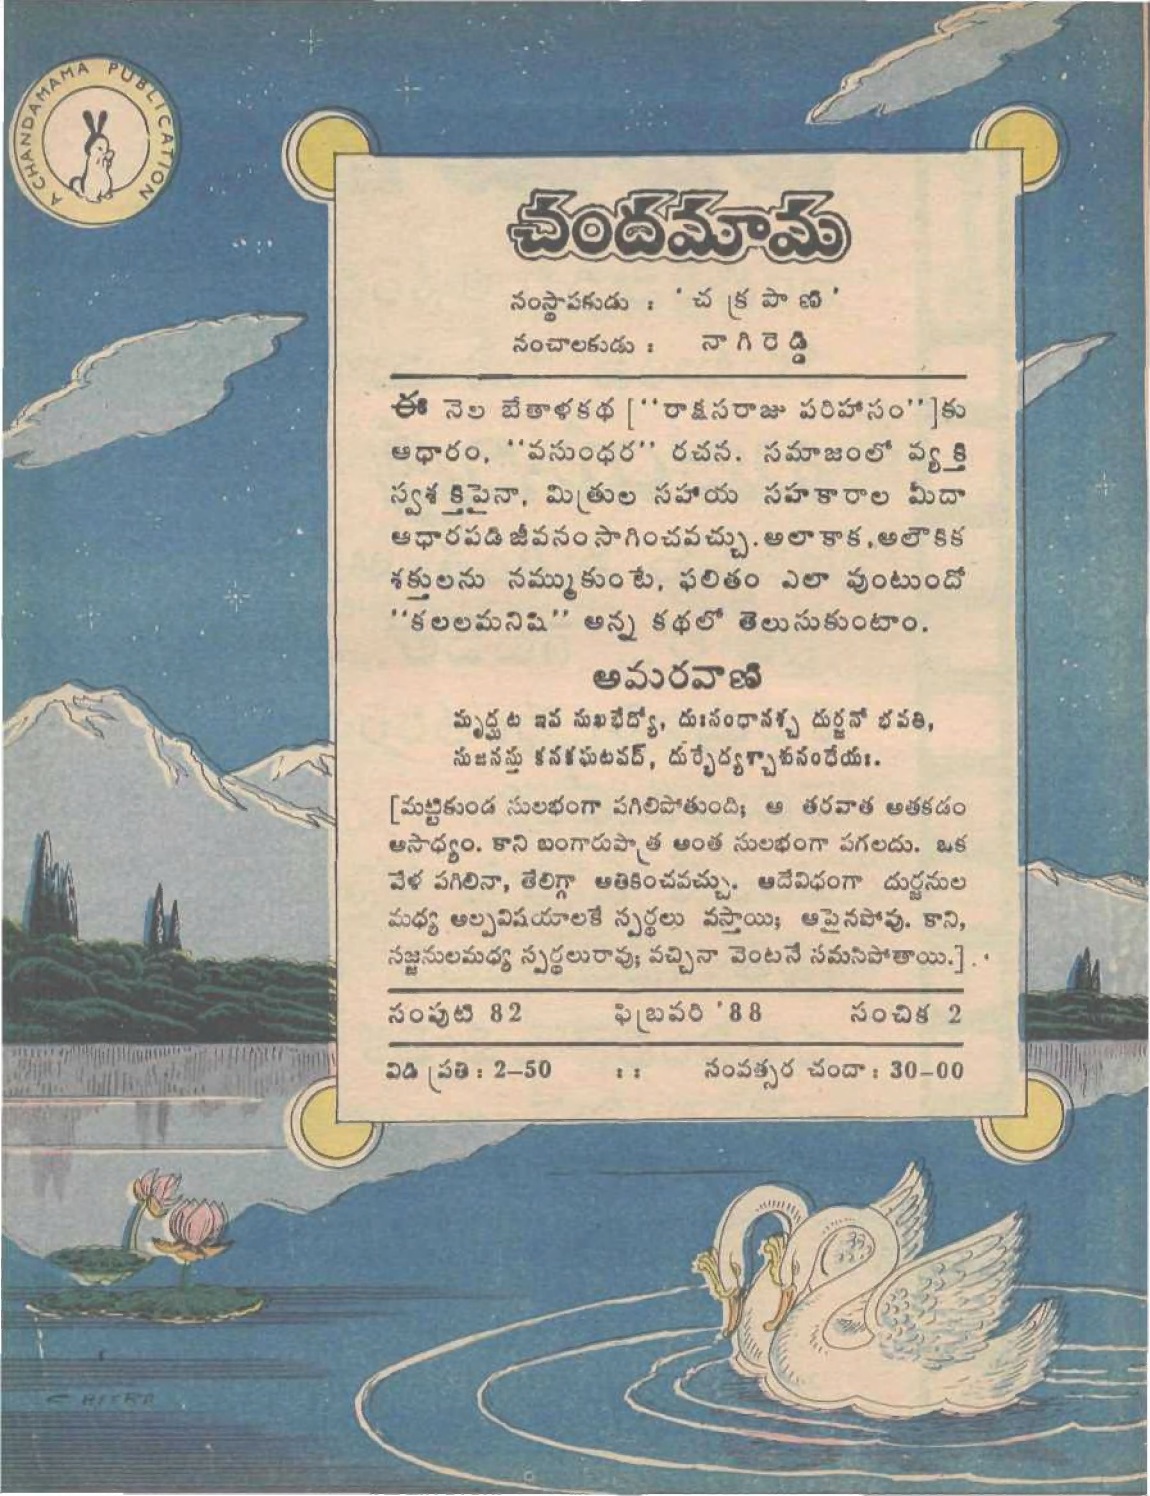 A CHANDAMAMA PUBLICATION
చందమామ
సంస్థాపకుడు : ' చ క్ర పా ణి '
సంచాలకుడు : నా గి రె డ్డి
ఈ నెల బేతాళకథ [''రాక్షసరాజు పరిహాసం'']కు
ఆధారం, ''వసుంధర'' రచన. సమాజంలో వ్యక్తి
స్వశక్తిపైనా, మిత్రుల సహాయ సహకారాల మీదా
ఆధారపడి జీవనం సాగించవచ్చు. అలా కాక, అలౌకిక
శక్తులను నమ్ముకుంటే, ఫలితం ఎలా వుంటుందో
''కలలమనిషి'' అన్న కథలో తెలుసుకుంటాం.
అమరవాణి
మృద్ఘట ఇవ సుఖభేద్యో, దుఃసంధానశ్చ దుర్జనో భవతి,
సుజనస్తు కనకఘటవద్, దుర్భేద్యశ్చాశుసంధేయః.
[మట్టికుండ సులభంగా పగిలిపోతుంది; ఆ తరవాత అతకడం
అసాధ్యం. కాని బంగారుపాత్ర అంత సులభంగా పగలదు. ఒక
వేళ పగిలినా, తేలిగ్గా అతికించవచ్చు. అదేవిధంగా దుర్జనుల
మధ్య అల్పవిషయాలకే స్పర్థలు వస్తాయి; ఆపైనపోవు. కాని,
సజ్జనులమధ్య స్పర్థలురావు; వచ్చినా వెంటనే సమసిపోతాయి.]
సంపుటి 82 ఫిబ్రవరి '88 సంచిక 2
విడి ప్రతి : 2–50 : : సంవత్సర చందా : 30–00
CHITRA